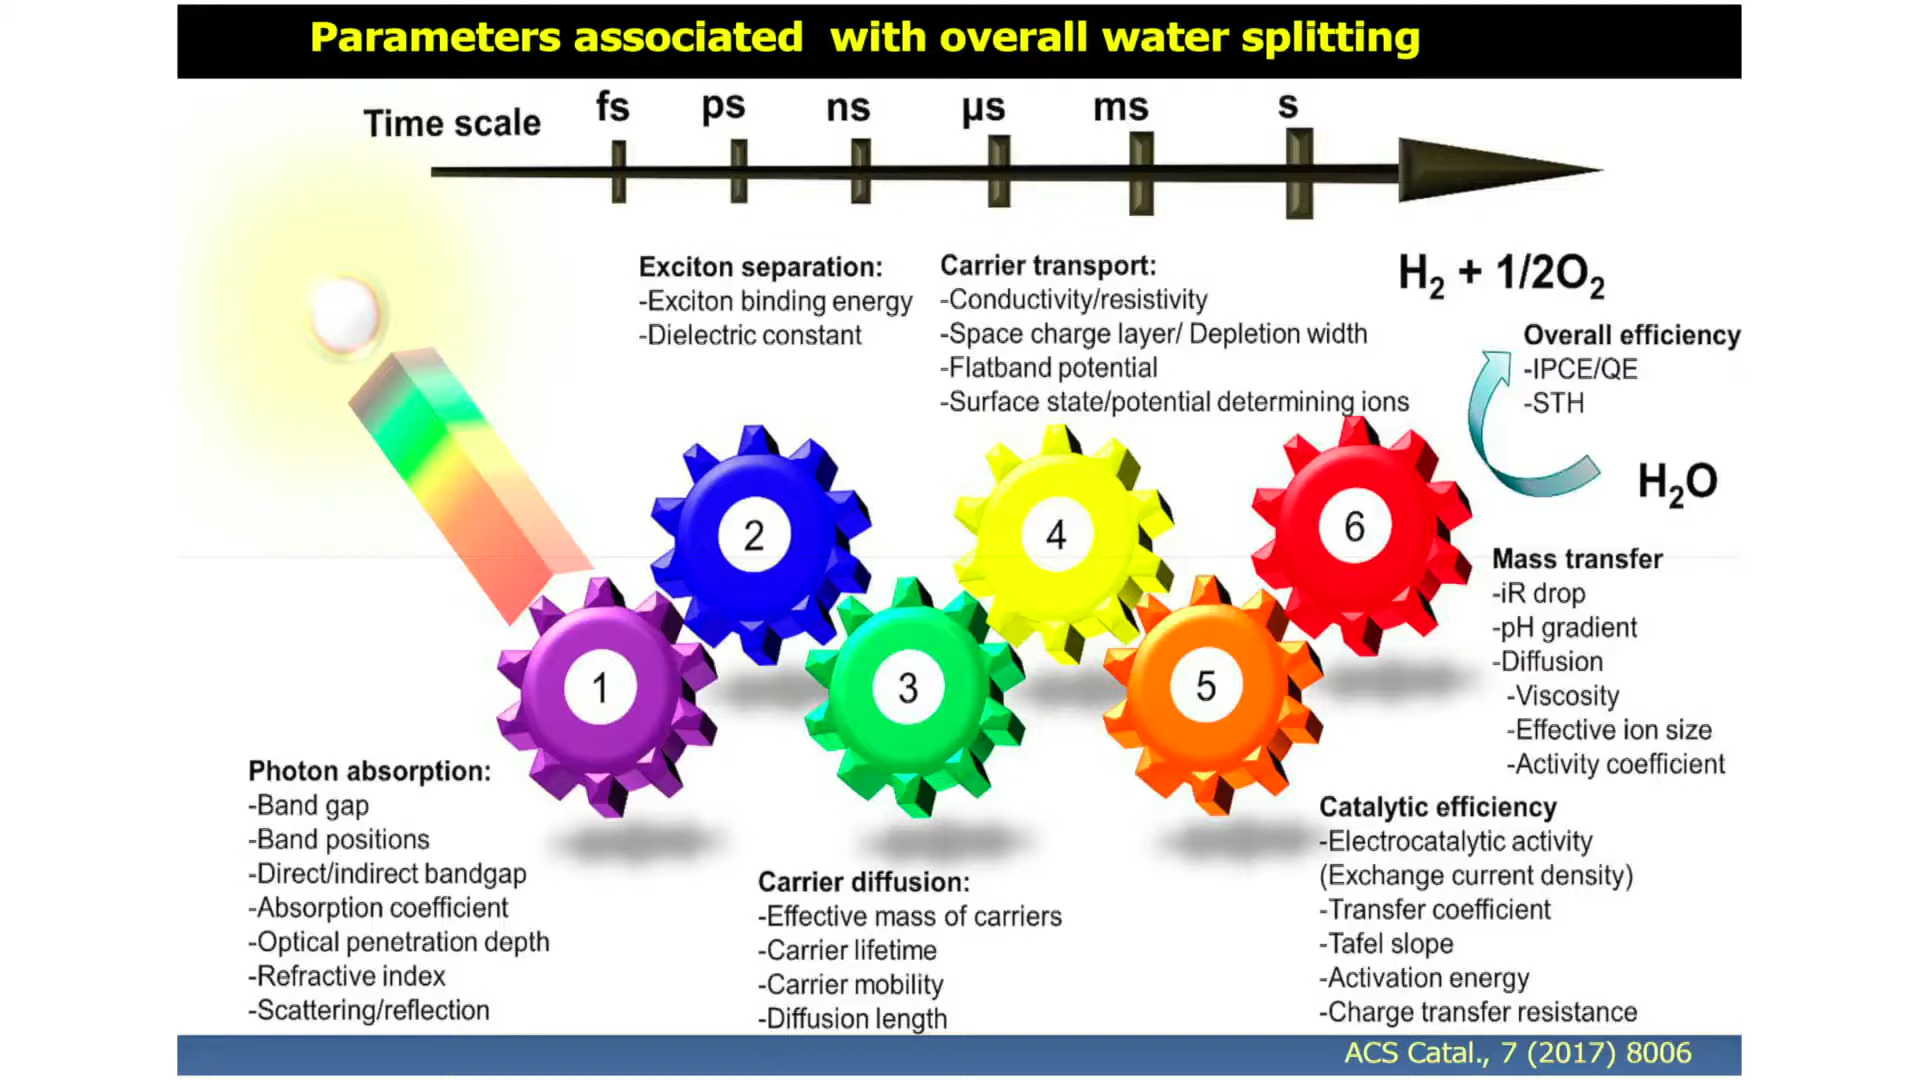 Parameters associated with overall water splitting
Time scale
fs ps ns µs ms s
Exciton separation:
-Exciton binding energy
-Dielectric constant
Carrier transport:
-Conductivity/resistivity
-Space charge layer/ Depletion width
-Flatband potential
-Surface state/potential determining ions
H₂ + 1/2O₂
Overall efficiency
-IPCE/QE
-STH
H₂O
1
2
3
4
5
6
Mass transfer
-iR drop
-pH gradient
-Diffusion
-Viscosity
-Effective ion size
-Activity coefficient
Photon absorption:
-Band gap
-Band positions
-Direct/indirect bandgap
-Absorption coefficient
-Optical penetration depth
-Refractive index
-Scattering/reflection
Carrier diffusion:
-Effective mass of carriers
-Carrier lifetime
-Carrier mobility
-Diffusion length
Catalytic efficiency
-Electrocatalytic activity
(Exchange current density)
-Transfer coefficient
-Tafel slope
-Activation energy
-Charge transfer resistance
ACS Catal., 7 (2017) 8006